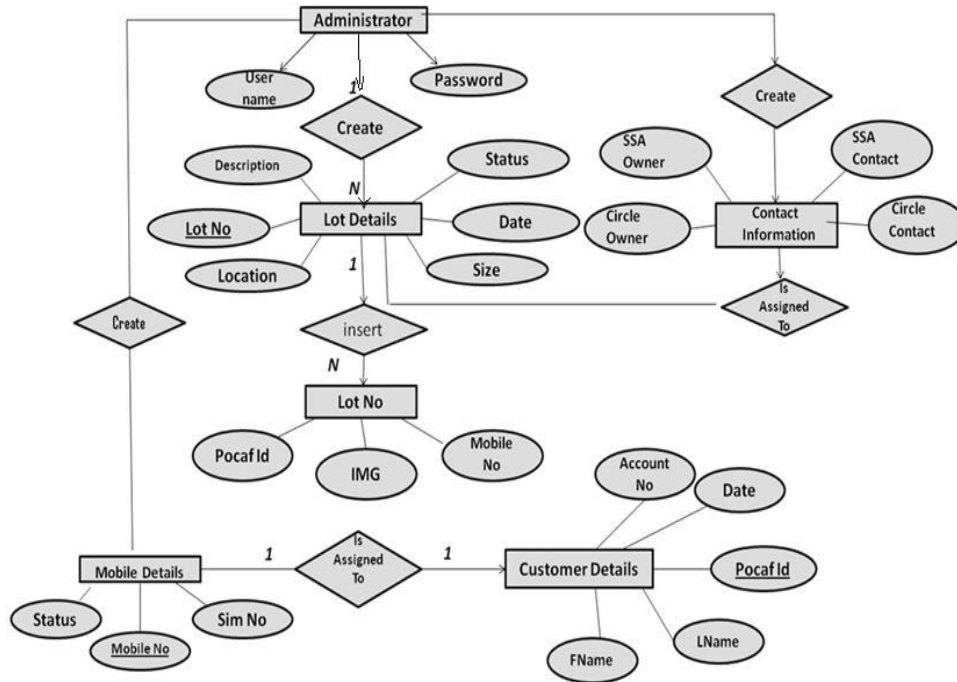 Administrator
User
name
Password
1
Create
Create
SSA
Owner
SSA
Contact
Description
Status
N
Lot Details
Lot No
Date
Circle
Owner
Contact
Information
Circle
Contact
Location
1
Size
Is
Assigned
To
Create
insert
N
Lot No
Pocaf Id
IMG
Mobile
No
Account
No
Date
Is
Assigned
To
1
1
Mobile Details
Customer Details
Pocaf Id
Status
Sim No
Mobile No
LName
FName